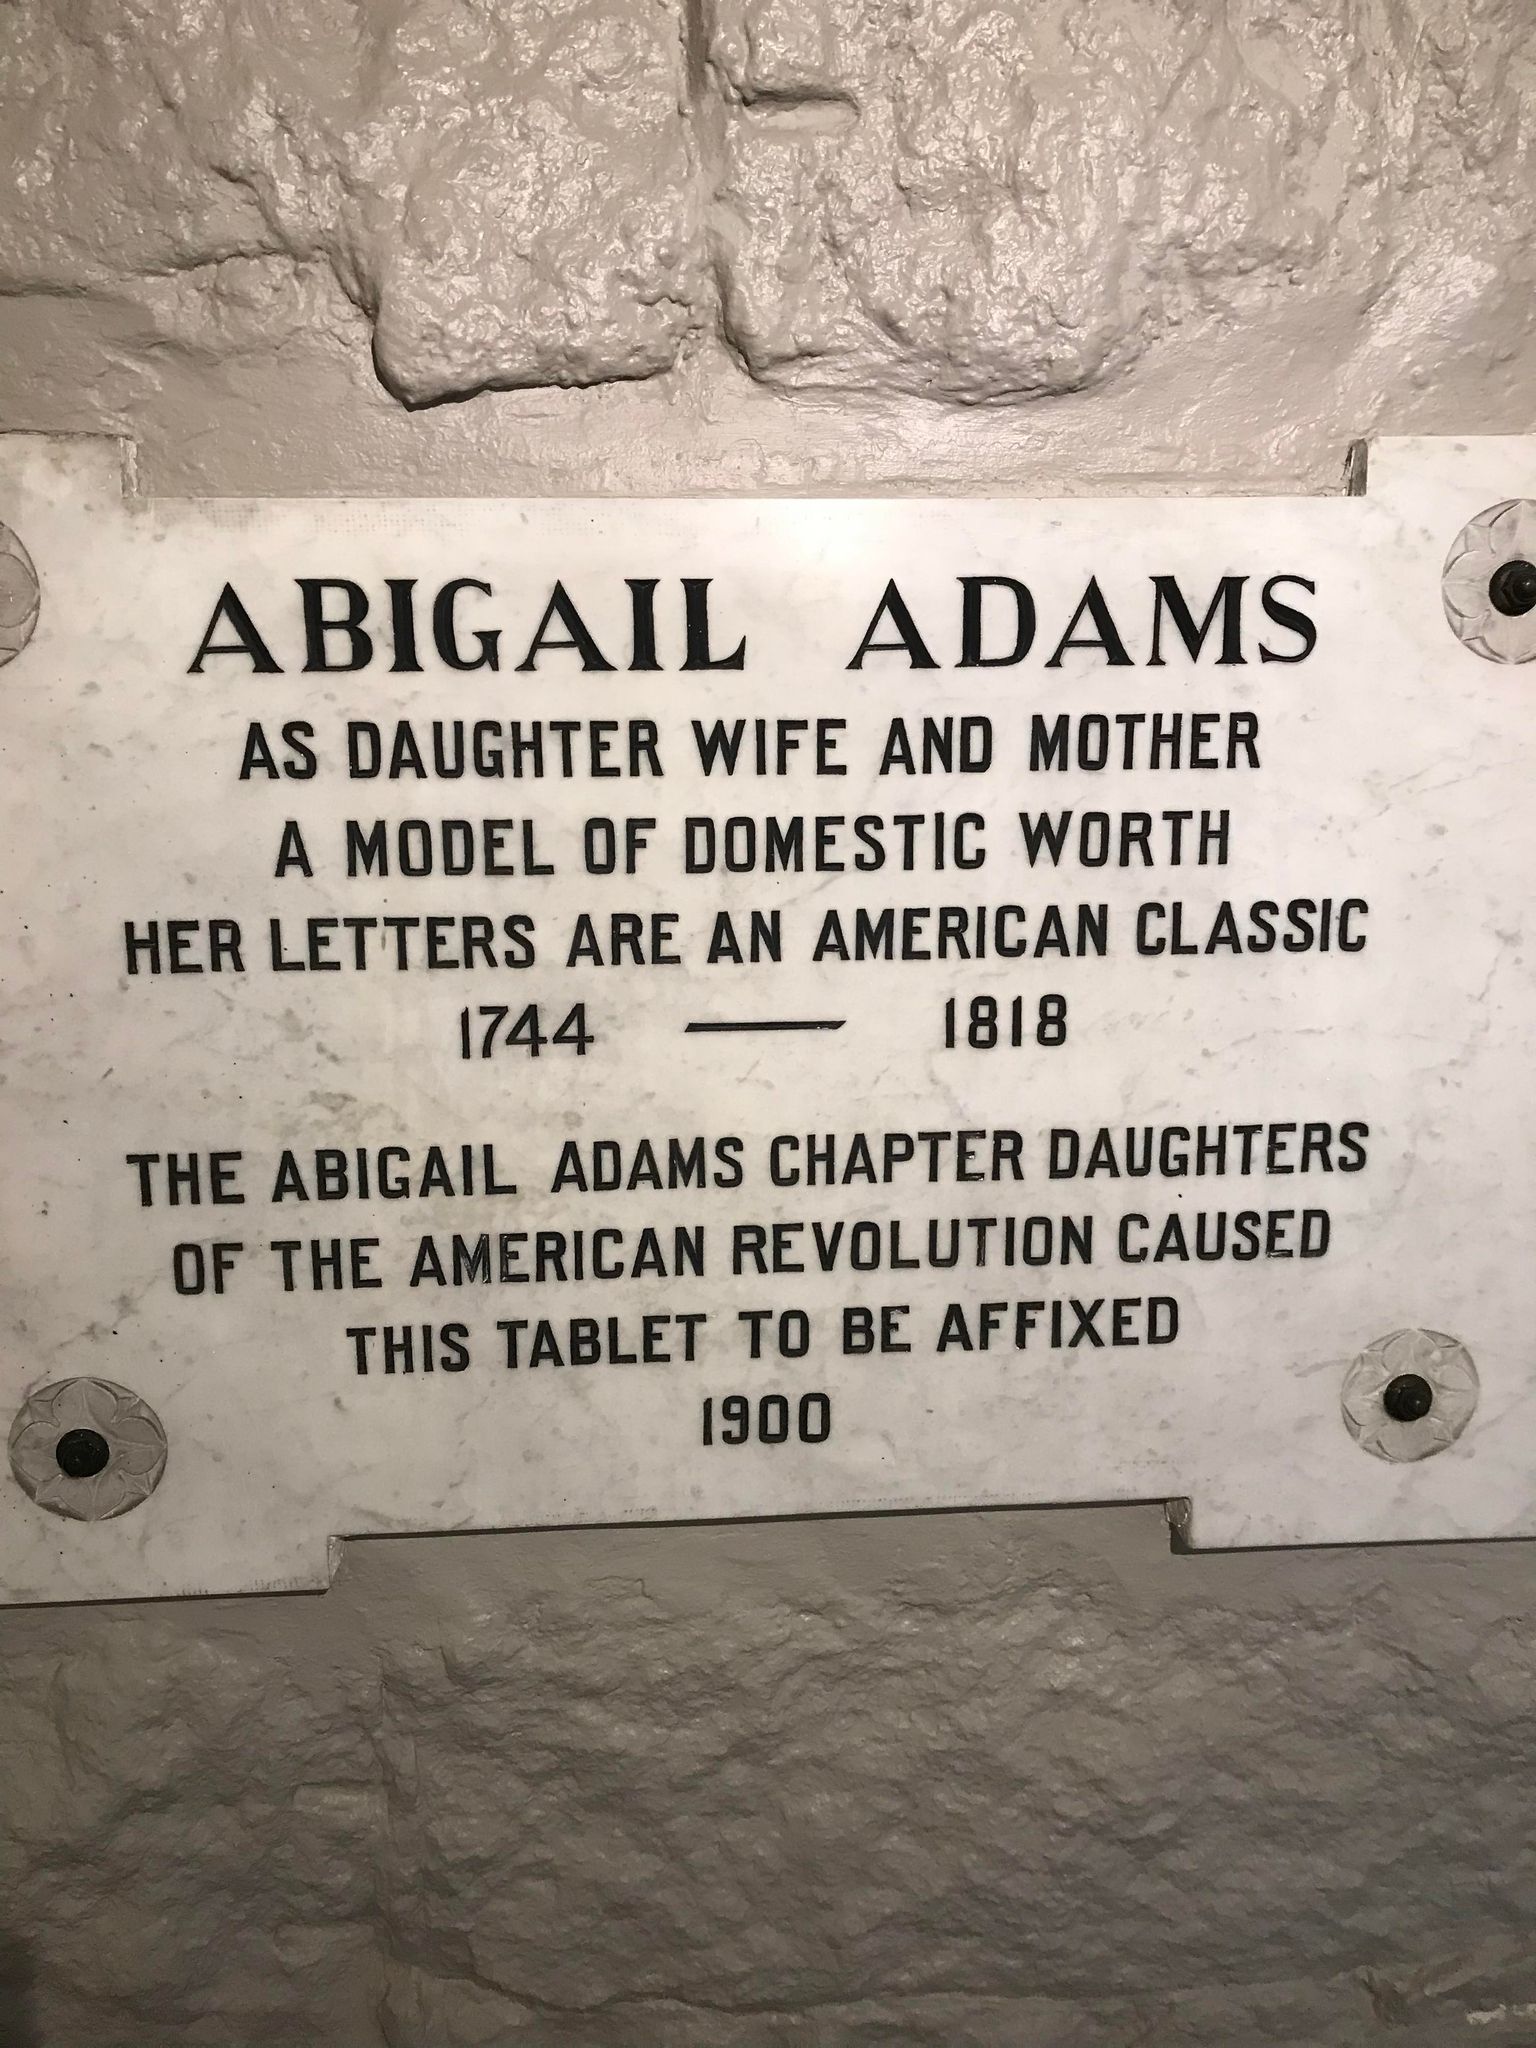 ABIGAIL ADAMS
AS DAUGHTER WIFE AND MOTHER
A MODEL OF DOMESTIC WORTH
HER LETTERS ARE AN AMERICAN CLASSIC
1744 — 1818
THE ABIGAIL ADAMS CHAPTER DAUGHTERS
OF THE AMERICAN REVOLUTION CAUSED
THIS TABLET TO BE AFFIXED
1900